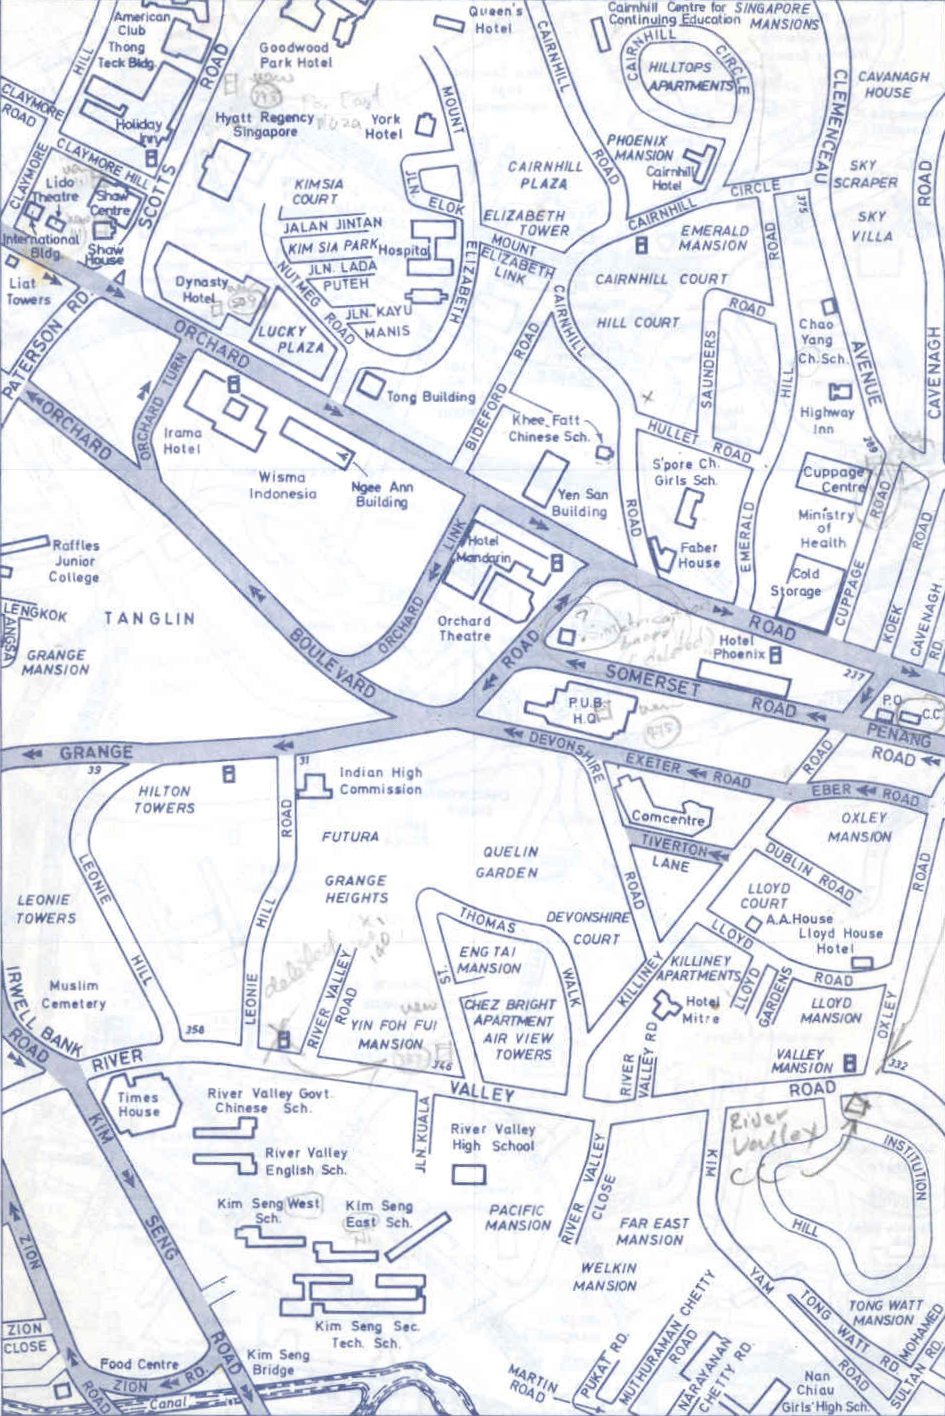 American
Club
Thong
Teck Bldg.
HILL
ROAD
Goodwood
Park Hotel
Queen's
Hotel
CAIRNHILL
Cairnhill Centre for
Continuing Education
SINGAPORE
MANSIONS
CAIRNHILL
CIRCLE
HILLTOPS
APARTMENTS
CLEMENCEAU
CAVENAGH
HOUSE
CLAYMORE
ROAD
Holiday
new
Hyatt Regency
Singapore
York
Hotel
MOUNT
PHOENIX
MANSION
Cairnhill
Hotel
ROAD
SKY
SCRAPER
ROAD
CLAYMORE
CLAYMORE HILL
Lido
Theatre
Shaw
Centre
SCOTTS
KIMSIA
COURT
JLN
ELOK
CAIRNHILL
PLAZA
CAIRNHILL
CIRCLE
375
SKY
VILLA
International
Bldg.
Shaw
House
JALAN JINTAN
KIM SIA PARK
Hospital
ELIZABETH
TOWER
EMERALD
MANSION
ROAD
Liat
Towers
Dynasty
Hotel
new
509
NUTMEG
ROAD
JLN. LADA
PUTEH
ELIZABETH
MOUNT
ELIZABETH
LINK
CAIRNHILL COURT
PATERSON RD.
ORCHARD
LUCKY
PLAZA
JLN. KAYU
MANIS
CAIRNHILL
HILL COURT
ROAD
SAUNDERS
Chao
Yang
Ch. Sch.
AVENUE
CAVENAGH
ORCHARD TURN
Tong Building
BIDEFORD
ROAD
HILL
Highway
Inn
ORCHARD
Irama
Hotel
Khee Fatt
Chinese Sch.
HULLET
ROAD
269
Wisma
Indonesia
Ngee Ann
Building
Yen San
Building
S'pore Ch.
Girls Sch.
Cuppage
Centre
ROAD
Raffles
Junior
College
LINK
Hotel
Mandarin
ROAD
Faber
House
EMERALD
Ministry
of
Health
ROAD
LENGKOK
ANGSA
TANGLIN
GRANGE
MANSION
Orchard
Theatre
ORCHARD
Cold
Storage
CUPPAGE
KOEK
CAVENAGH
RD
BOULEVARD
ROAD
Hotel
Phoenix
ROAD
SOMERSET
ROAD
237
P.O.
C.C.
P.U.B.
H.Q.
new
PENANG
ROAD
GRANGE
39
31
DEVONSHIRE
EXETER
ROAD
ROAD
EBER
ROAD
HILTON
TOWERS
ROAD
Indian High
Commission
Comcentre
OXLEY
MANSION
TIVERTON
LANE
FUTURA
QUELIN
GARDEN
DUBLIN ROAD
ROAD
LEONIE
LEONIE
TOWERS
GRANGE
HEIGHTS
ROAD
LLOYD
COURT
A.A. House
Lloyd House
Hotel
HILL
THOMAS
DEVONSHIRE
COURT
LLOYD
ROAD
deleted
ENG TAI
MANSION
ST.
WALK
KILLINEY
KILLINEY
APARTMENTS
LLOYD
GARDENS
IRWELL BANK
ROAD
Muslim
Cemetery
HILL
LEONIE
RIVER VALLEY
ROAD
CHEZ BRIGHT
APARTMENT
AIR VIEW
TOWERS
Hotel
Mitre
LLOYD
MANSION
OXLEY
358
YIN FOH FUI
MANSION
new
346
RIVER
VALLEY RD
VALLEY
MANSION
332
RIVER
VALLEY
ROAD
Times
House
KIM
River Valley Govt.
Chinese Sch.
JLN. KUALA
River Valley
High School
RIVER VALLEY
CLOSE
KIM
River
Valley
CC
INSTITUTION
River Valley
English Sch.
HILL
Kim Seng West
Sch.
Kim Seng
East Sch.
PACIFIC
MANSION
FAR EAST
MANSION
ZION
SENG
WELKIN
MANSION
YAM
TONG WATT
MANSION
TONG WATT RD
MOHAMED
SULTAN RD.
ZION
CLOSE
Kim Seng Sec.
Tech. Sch.
ROAD
Kim Seng
Bridge
PUKAT RD.
MUTHURAMAN CHETTY
ROAD
NARAYANAN
CHETTY RD.
ROAD
Food Centre
ZION
RD.
ROAD
Canal
MARTIN
ROAD
Nan
Chiau
Girls' High Sch.